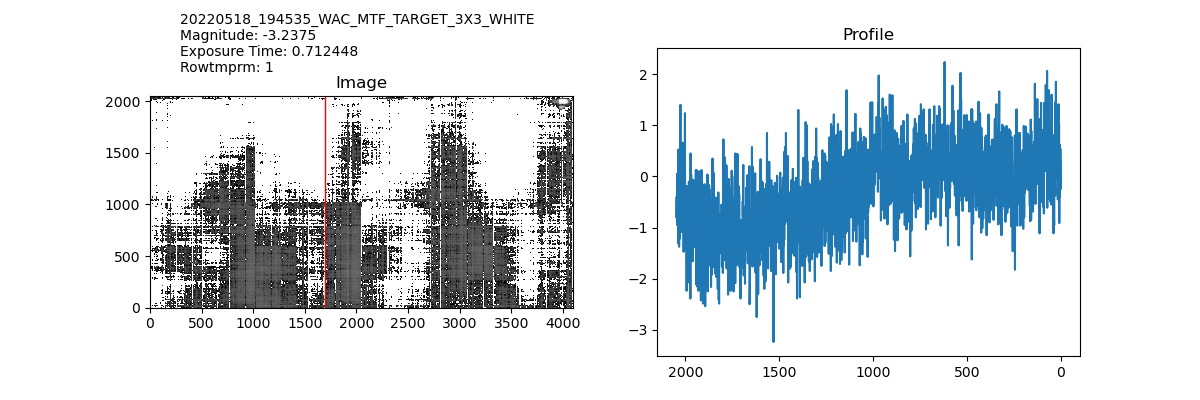 20220518_194535_WAC_MTF_TARGET_3X3_WHITE
Magnitude: -3.2375
Exposure Time: 0.712448
Rowtmprm: 1
Image
2000
1500
1000
500
0
0 500 1000 1500 2000 2500 3000 3500 4000
Profile
2
1
0
−1
−2
−3
2000 1500 1000 500 0